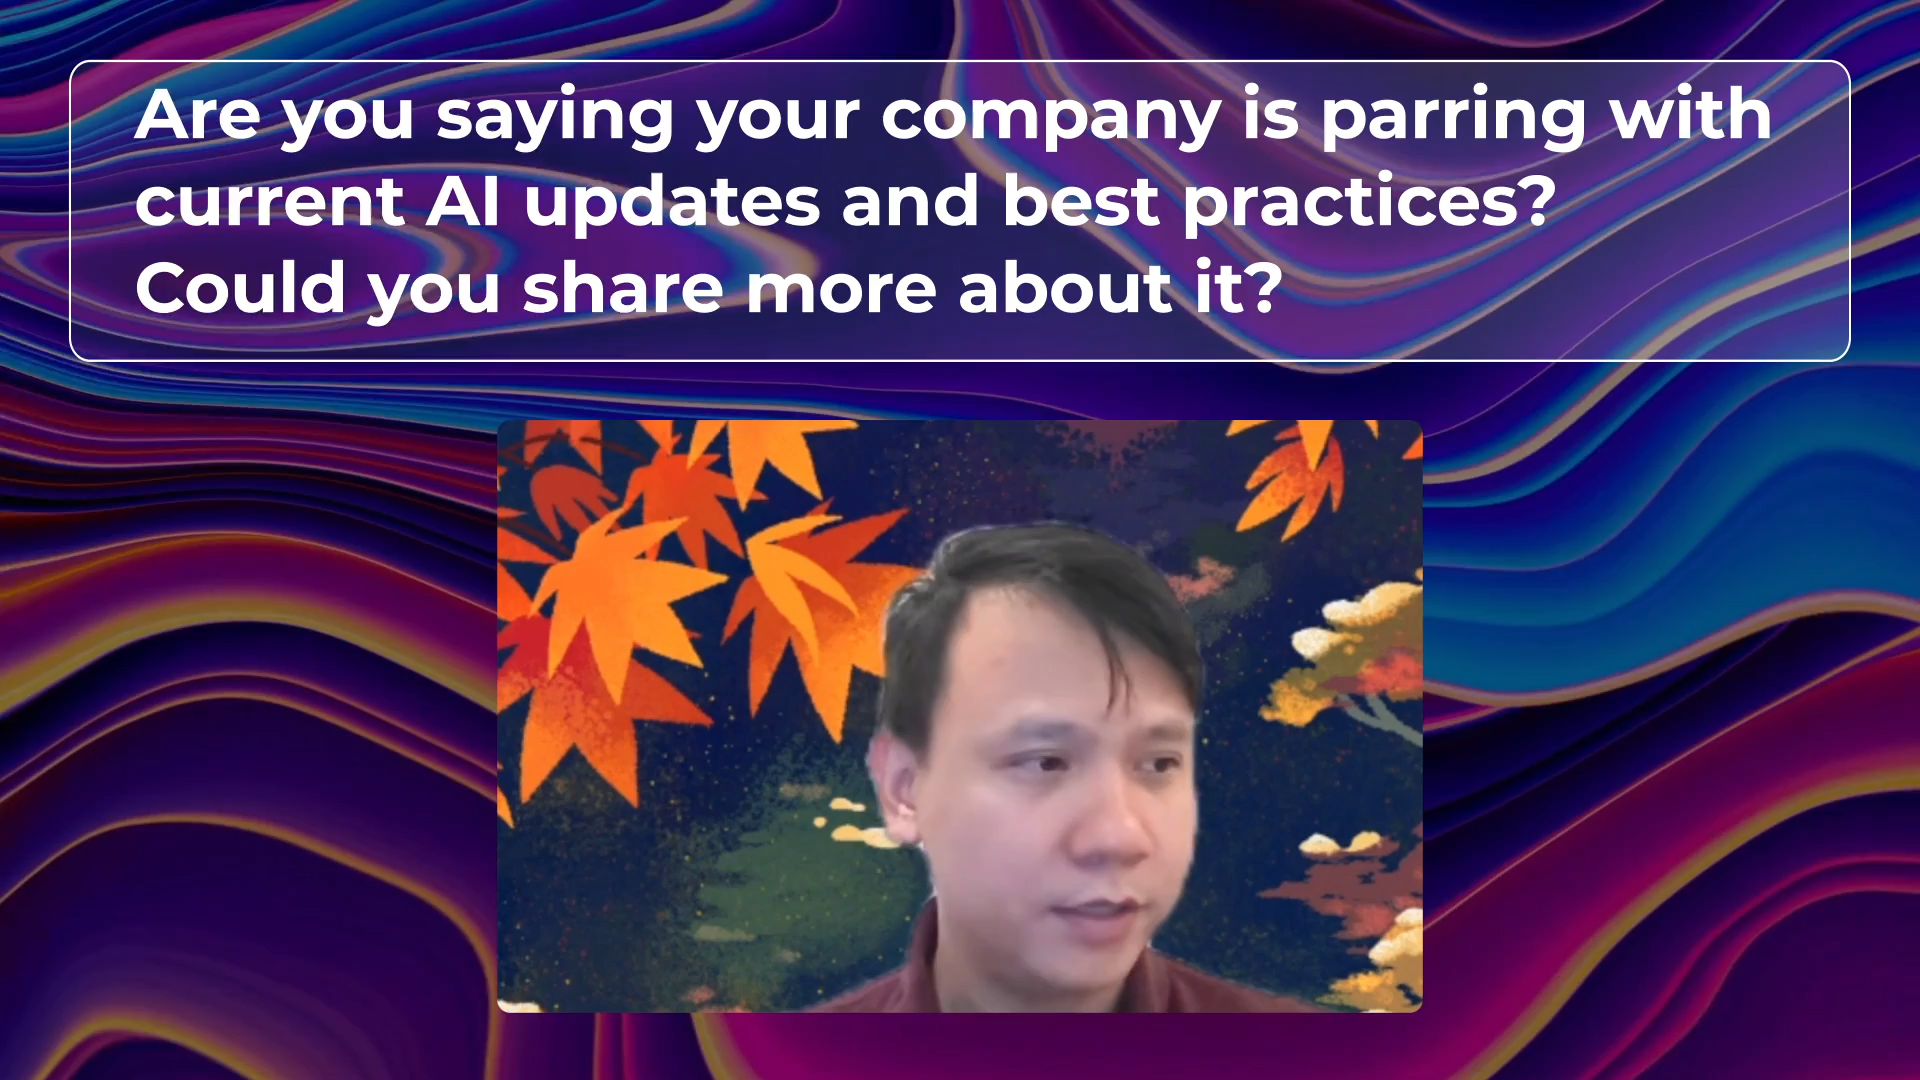 Are you saying your company is parring with
current AI updates and best practices?
Could you share more about it?